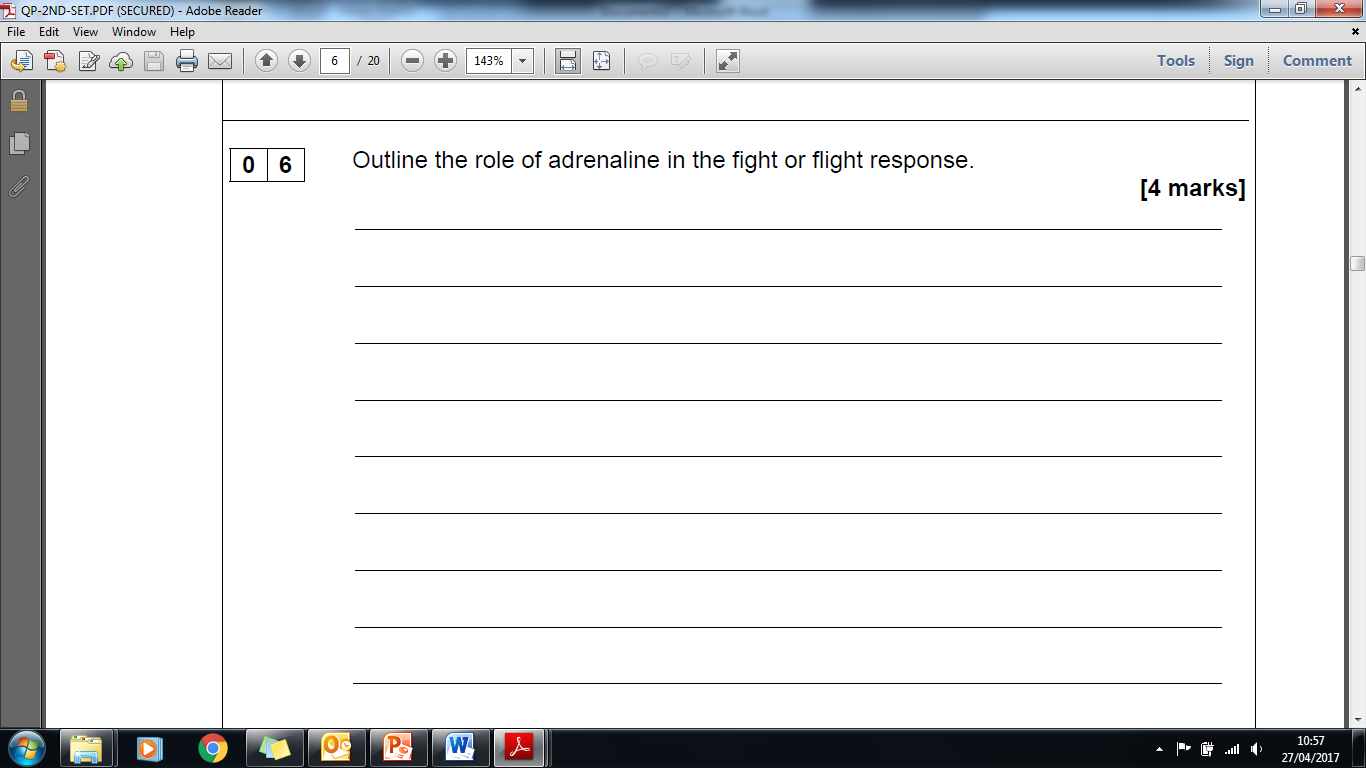 QP-2ND-SET.PDF (SECURED) - Adobe Reader
File Edit View Window Help
6 / 20 143% Tools Sign Comment
0 6 Outline the role of adrenaline in the fight or flight response.
[4 marks]
10:57
27/04/2017